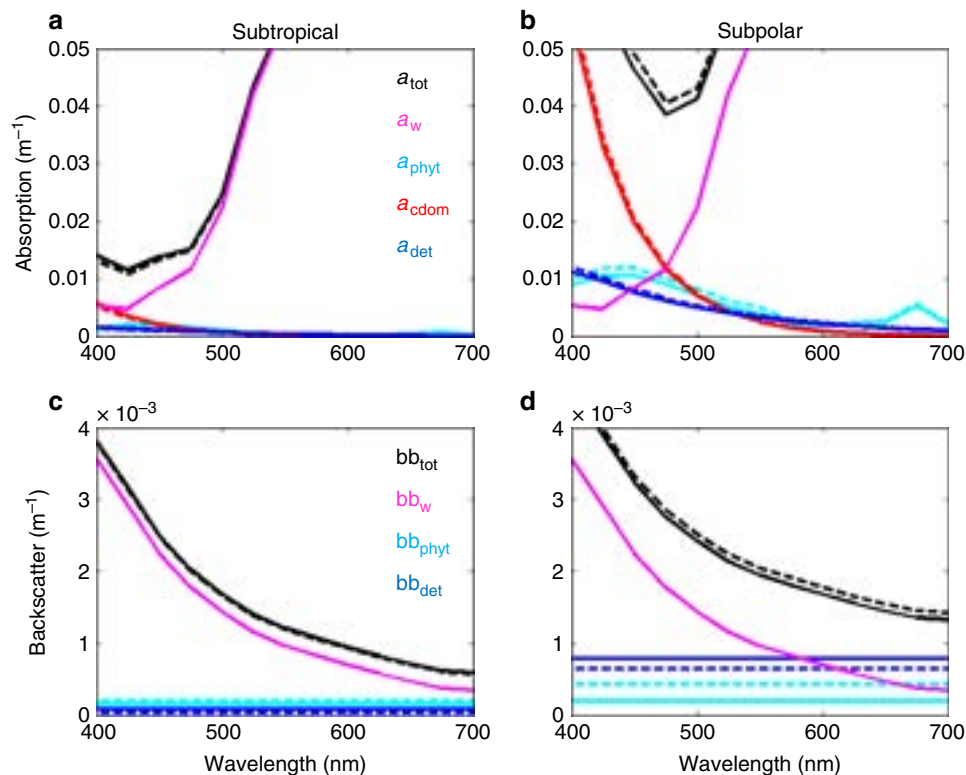 a
Subtropical
b
Subpolar
0.05
0.04
0.03
0.02
0.01
0
Absorption (m⁻¹)
a_tot
a_w
a_phyt
a_cdom
a_det
400
500
600
700
0.05
0.04
0.03
0.02
0.01
0
400
500
600
700
c
× 10⁻³
4
3
2
1
0
Backscatter (m⁻¹)
bb_tot
bb_w
bb_phyt
bb_det
400
500
600
700
Wavelength (nm)
d
× 10⁻³
4
3
2
1
0
400
500
600
700
Wavelength (nm)